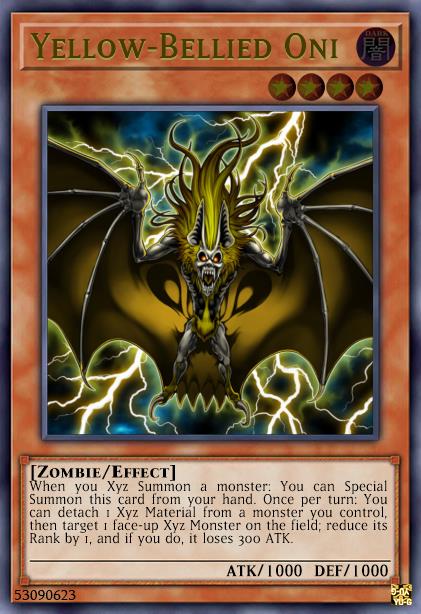 Yellow-Bellied Oni
DARK
闇
[Zombie/Effect]
When you Xyz Summon a monster: You can Special
Summon this card from your hand. Once per turn: You
can detach 1 Xyz Material from a monster you control,
then target 1 face-up Xyz Monster on the field; reduce its
Rank by 1, and if you do, it loses 300 ATK.
ATK/1000 DEF/1000
53090623